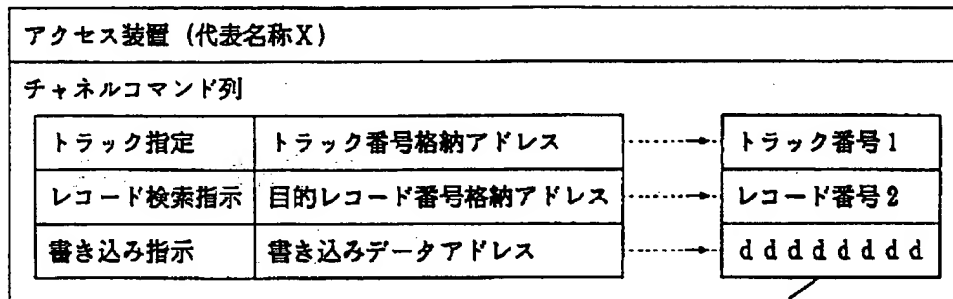 アクセス装置（代表名称X）
チャネルコマンド列
トラック指定 トラック番号格納アドレス トラック番号1
レコード検索指示 目的レコード番号格納アドレス レコード番号2
書き込み指示 書き込みデータアドレス dddddddd